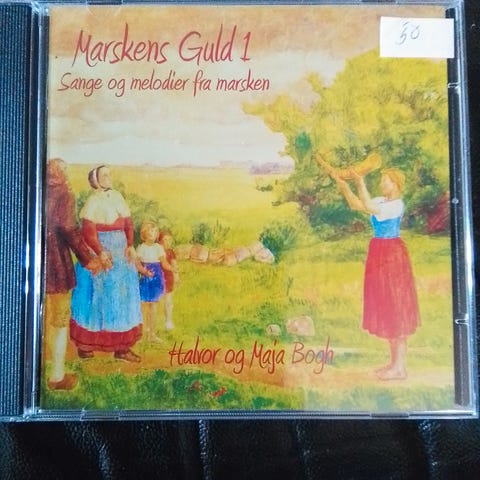 Marskens Guld 1
50
Sange og melodier fra marsken
Halvor og Maja Bogh